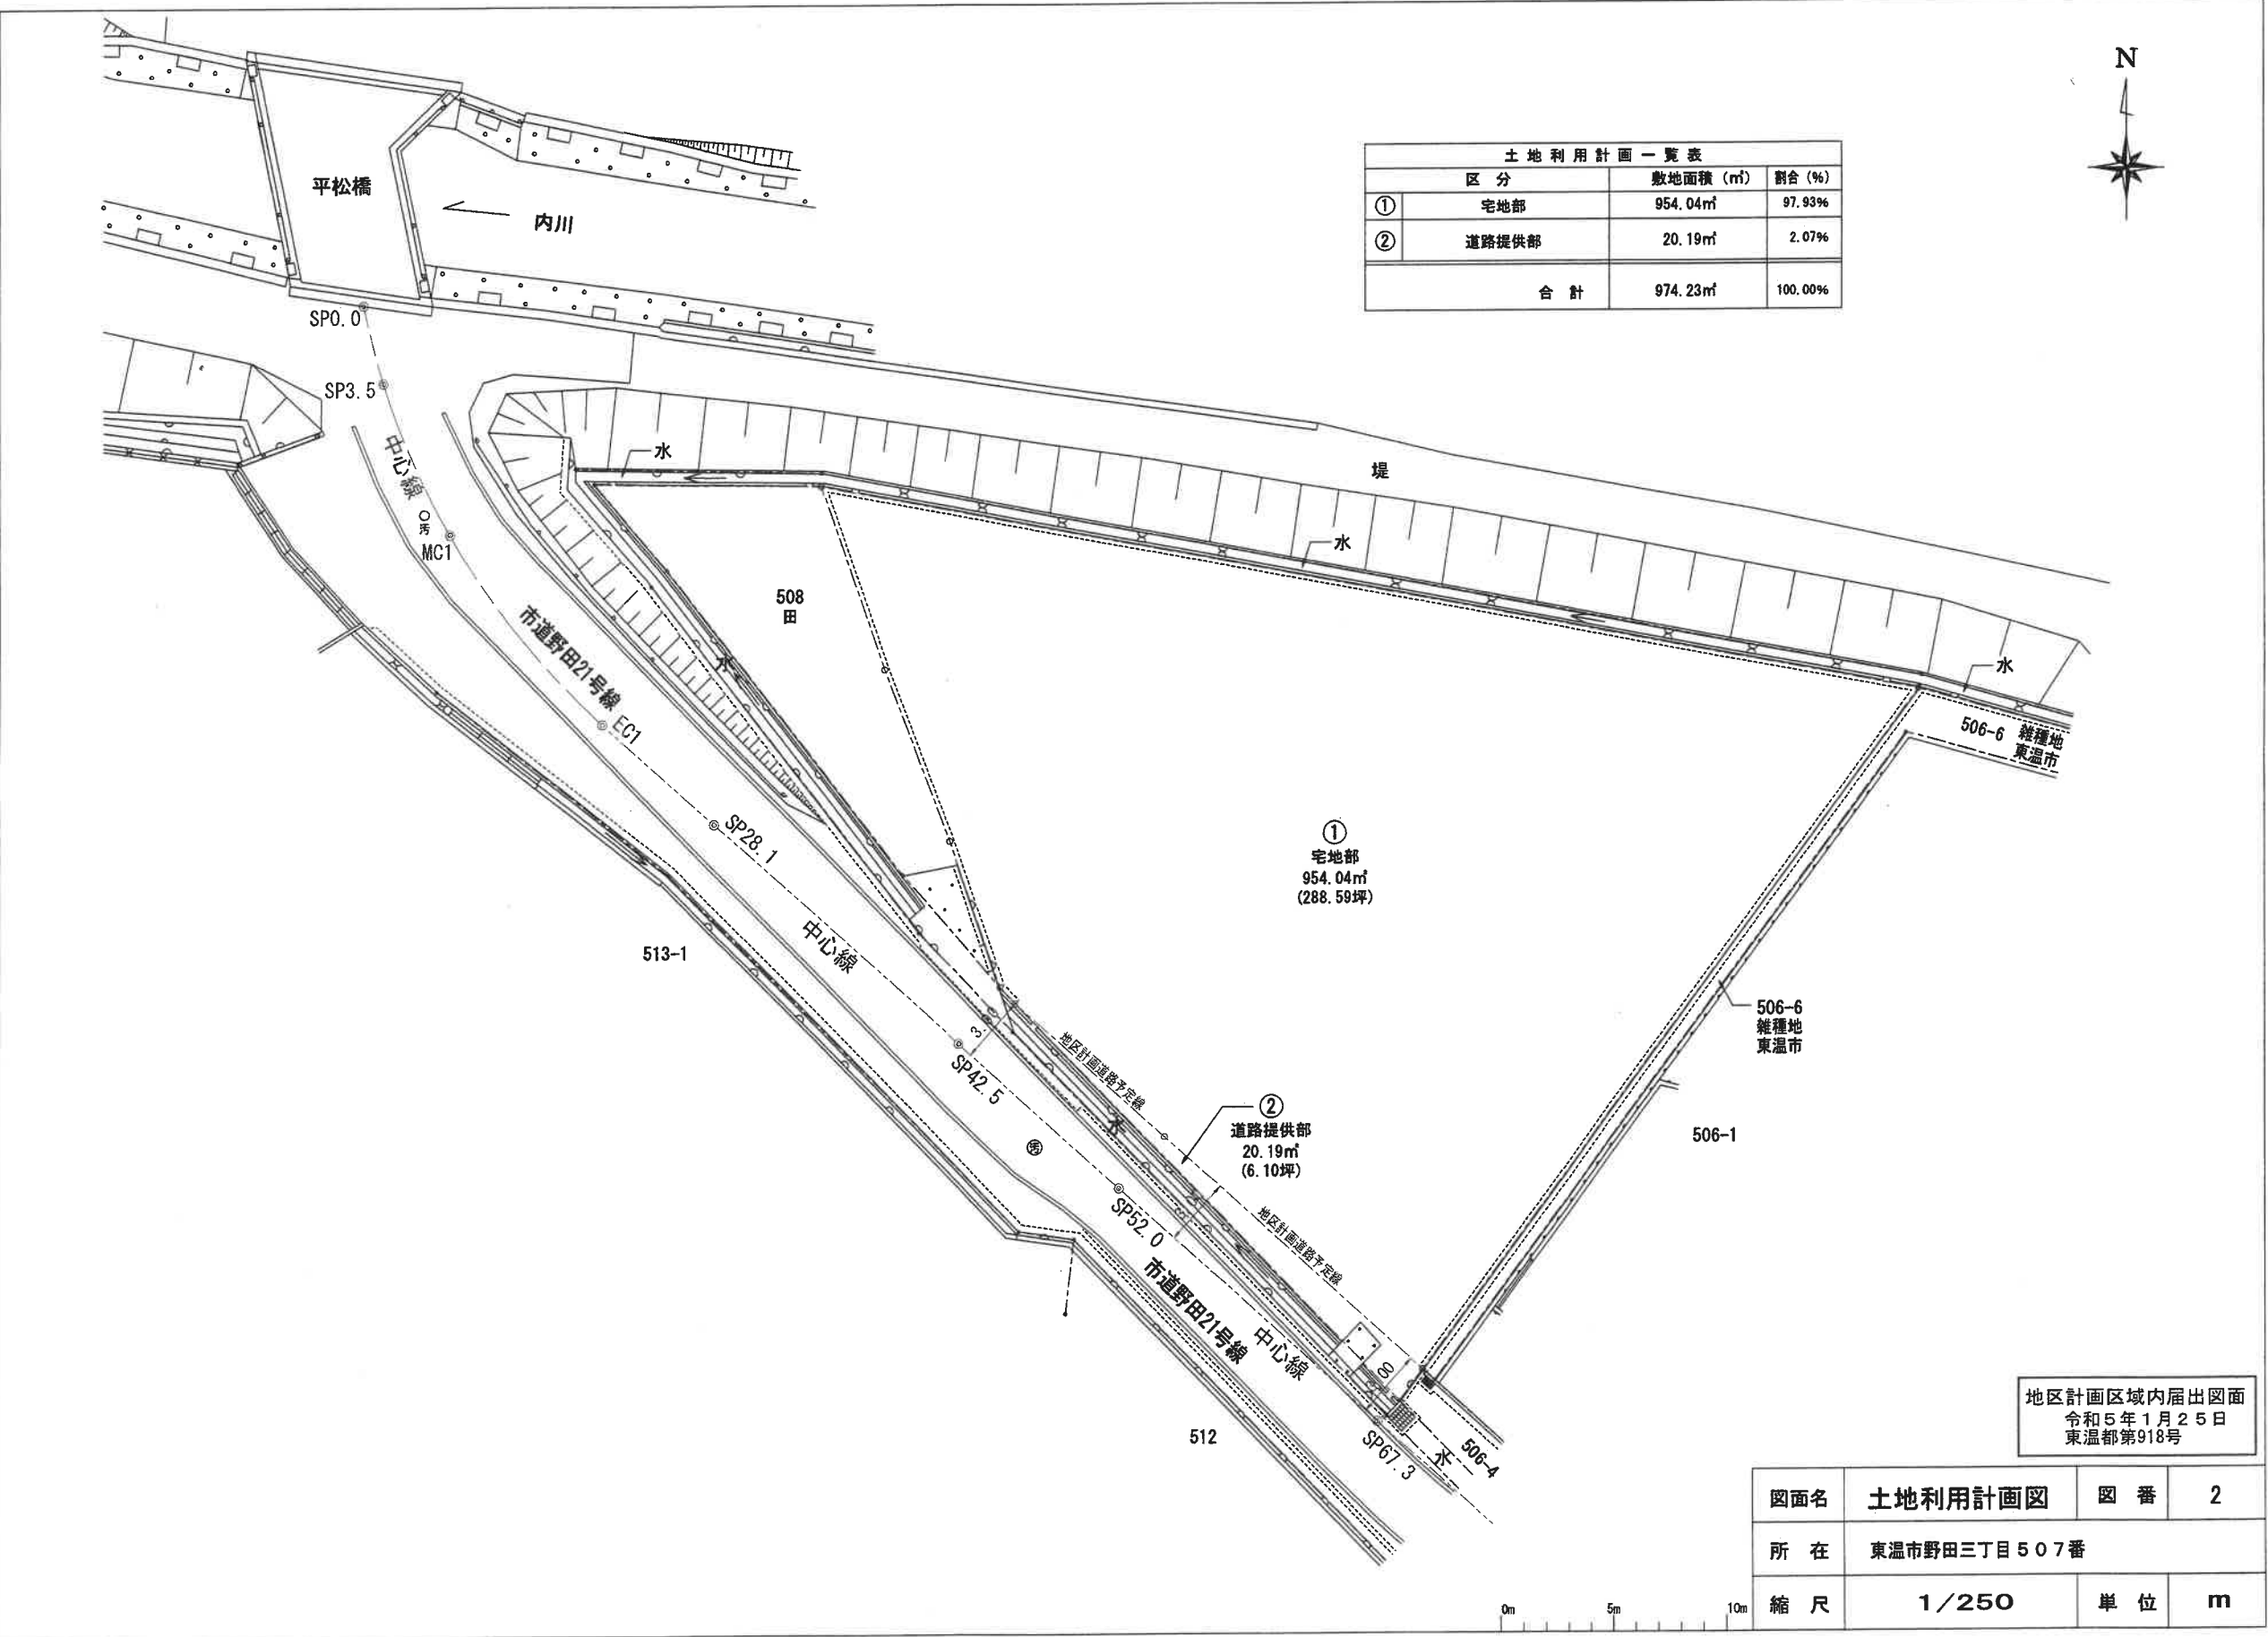 N
土地利用計画一覧表
区 分 敷地面積（㎡） 割合（%）
① 宅地部 954.04㎡ 97.93%
② 道路提供部 20.19㎡ 2.07%
合 計 974.23㎡ 100.00%
平松橋
内川
SP0.0
SP3.5
中心線
汚
MC1
市道野田21号線
EC1
SP28.1
中心線
水
堤
水
水
508
田
水
506-6 雑種地
東温市
①
宅地部
954.04㎡
(288.59坪)
513-1
506-6
雑種地
東温市
506-1
3.
SP42.5
地区計画道路予定線
水
②
道路提供部
20.19㎡
(6.10坪)
汚
SP52.0
地区計画道路予定線
市道野田21号線
中心線
512
SP67.3
水
506-4
地区計画区域内届出図面
令和5年1月25日
東温都第918号
図面名 土地利用計画図 図 番 2
所 在 東温市野田三丁目507番
縮 尺 1/250 単 位 m
0m 5m 10m